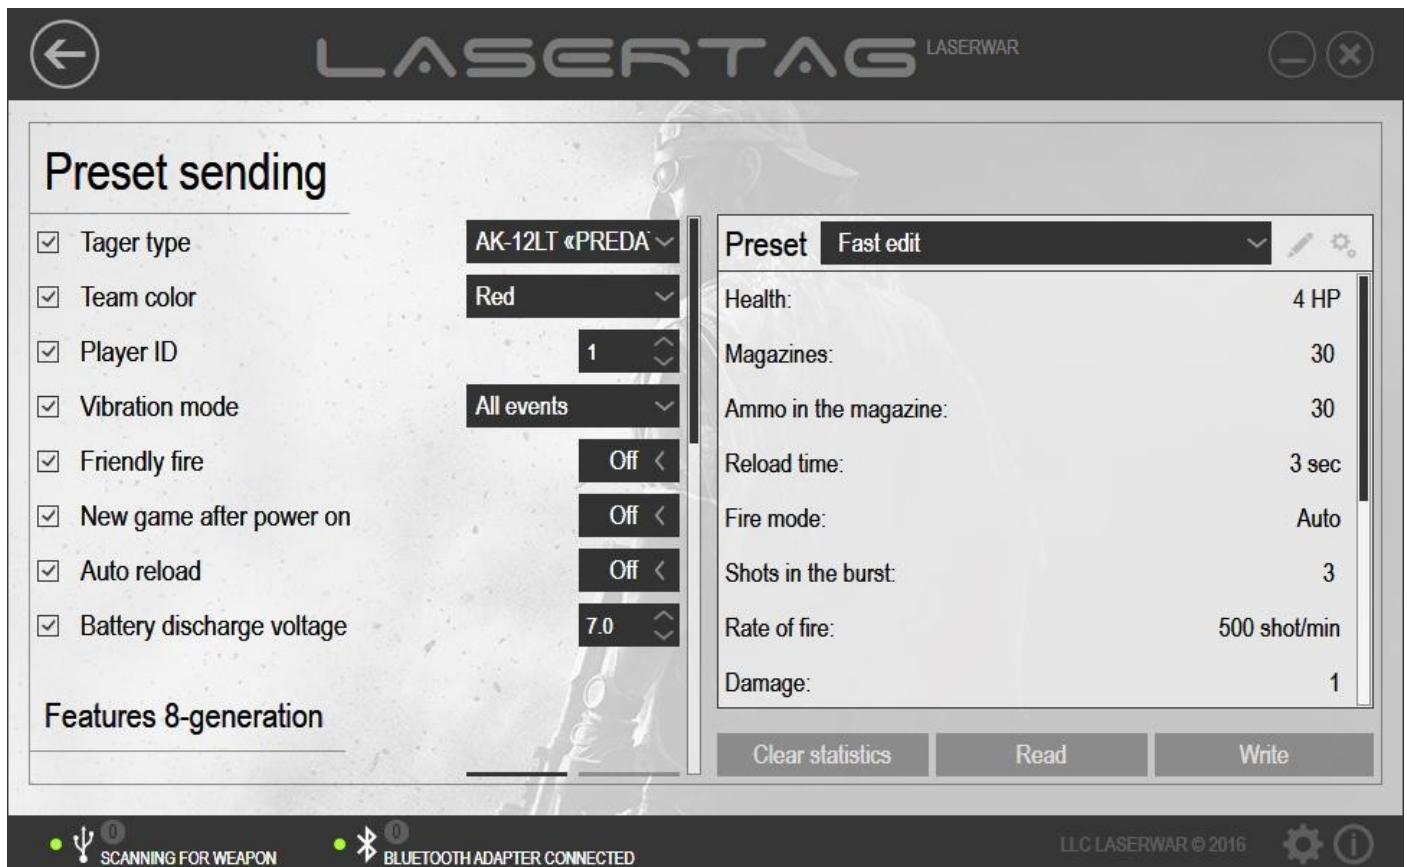 LASERTAG LASERWAR
Preset sending
Tager type AK-12LT «PREDA
Team color Red
Player ID 1
Vibration mode All events
Friendly fire Off
New game after power on Off
Auto reload Off
Battery discharge voltage 7.0
Features 8-generation
Preset Fast edit
Health: 4 HP
Magazines: 30
Ammo in the magazine: 30
Reload time: 3 sec
Fire mode: Auto
Shots in the burst: 3
Rate of fire: 500 shot/min
Damage: 1
Clear statistics Read Write
0 SCANNING FOR WEAPON 0 BLUETOOTH ADAPTER CONNECTED LLC LASERWAR © 2016